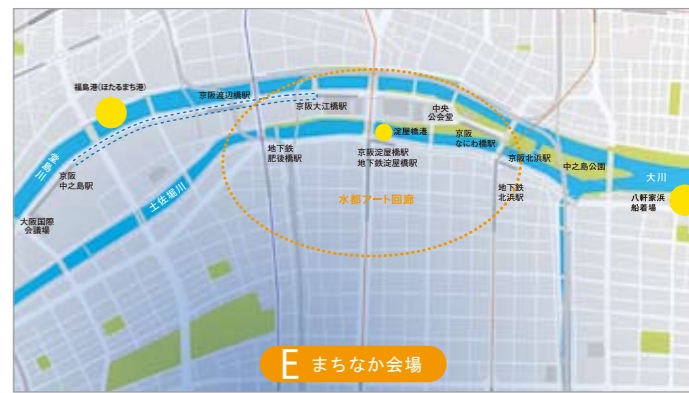 福島港(ほたるまち港)
京阪渡辺橋駅
京阪大江橋駅
中央
公会堂
淀屋橋港
京阪
なにわ橋駅
地下鉄
肥後橋駅
京阪淀屋橋駅
地下鉄淀屋橋駅
京阪北浜駅
中之島公園
大川
堂島川
京阪
中之島駅
土佐堀川
地下鉄
北浜駅
八軒家浜
船着場
水都アート回廊
大阪国際
会議場
E まちなか会場